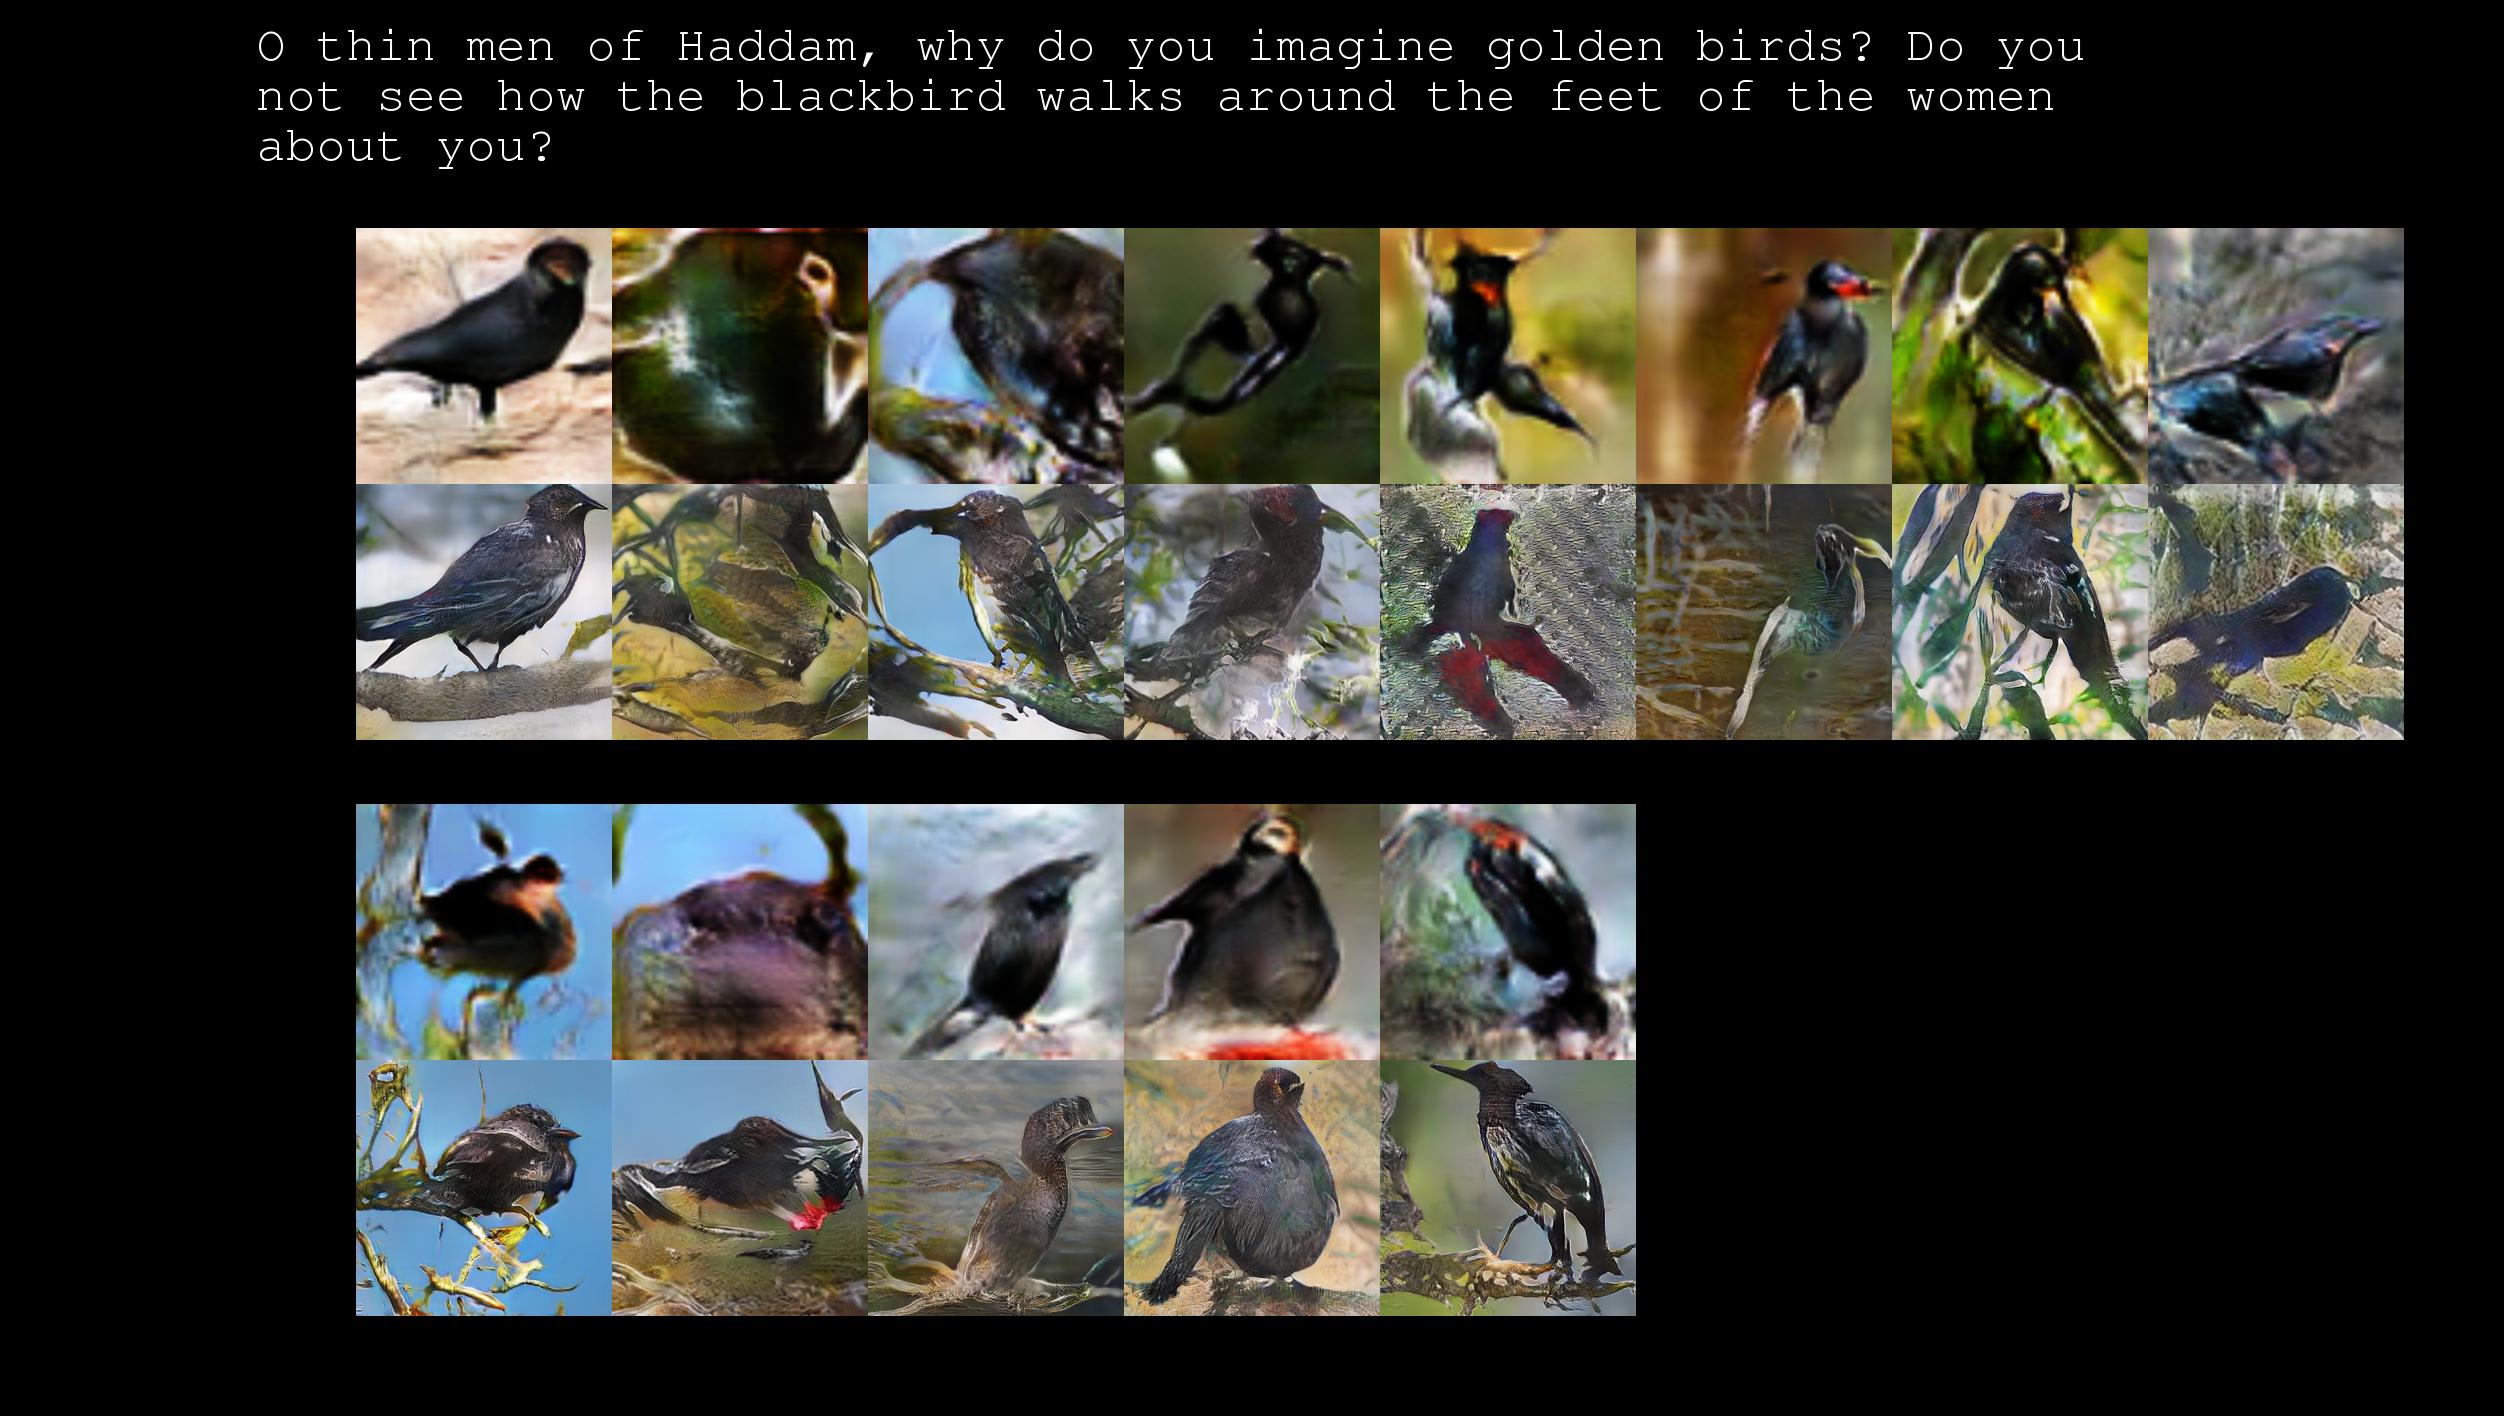 O thin men of Haddam, why do you imagine golden birds? Do you
not see how the blackbird walks around the feet of the women
about you?